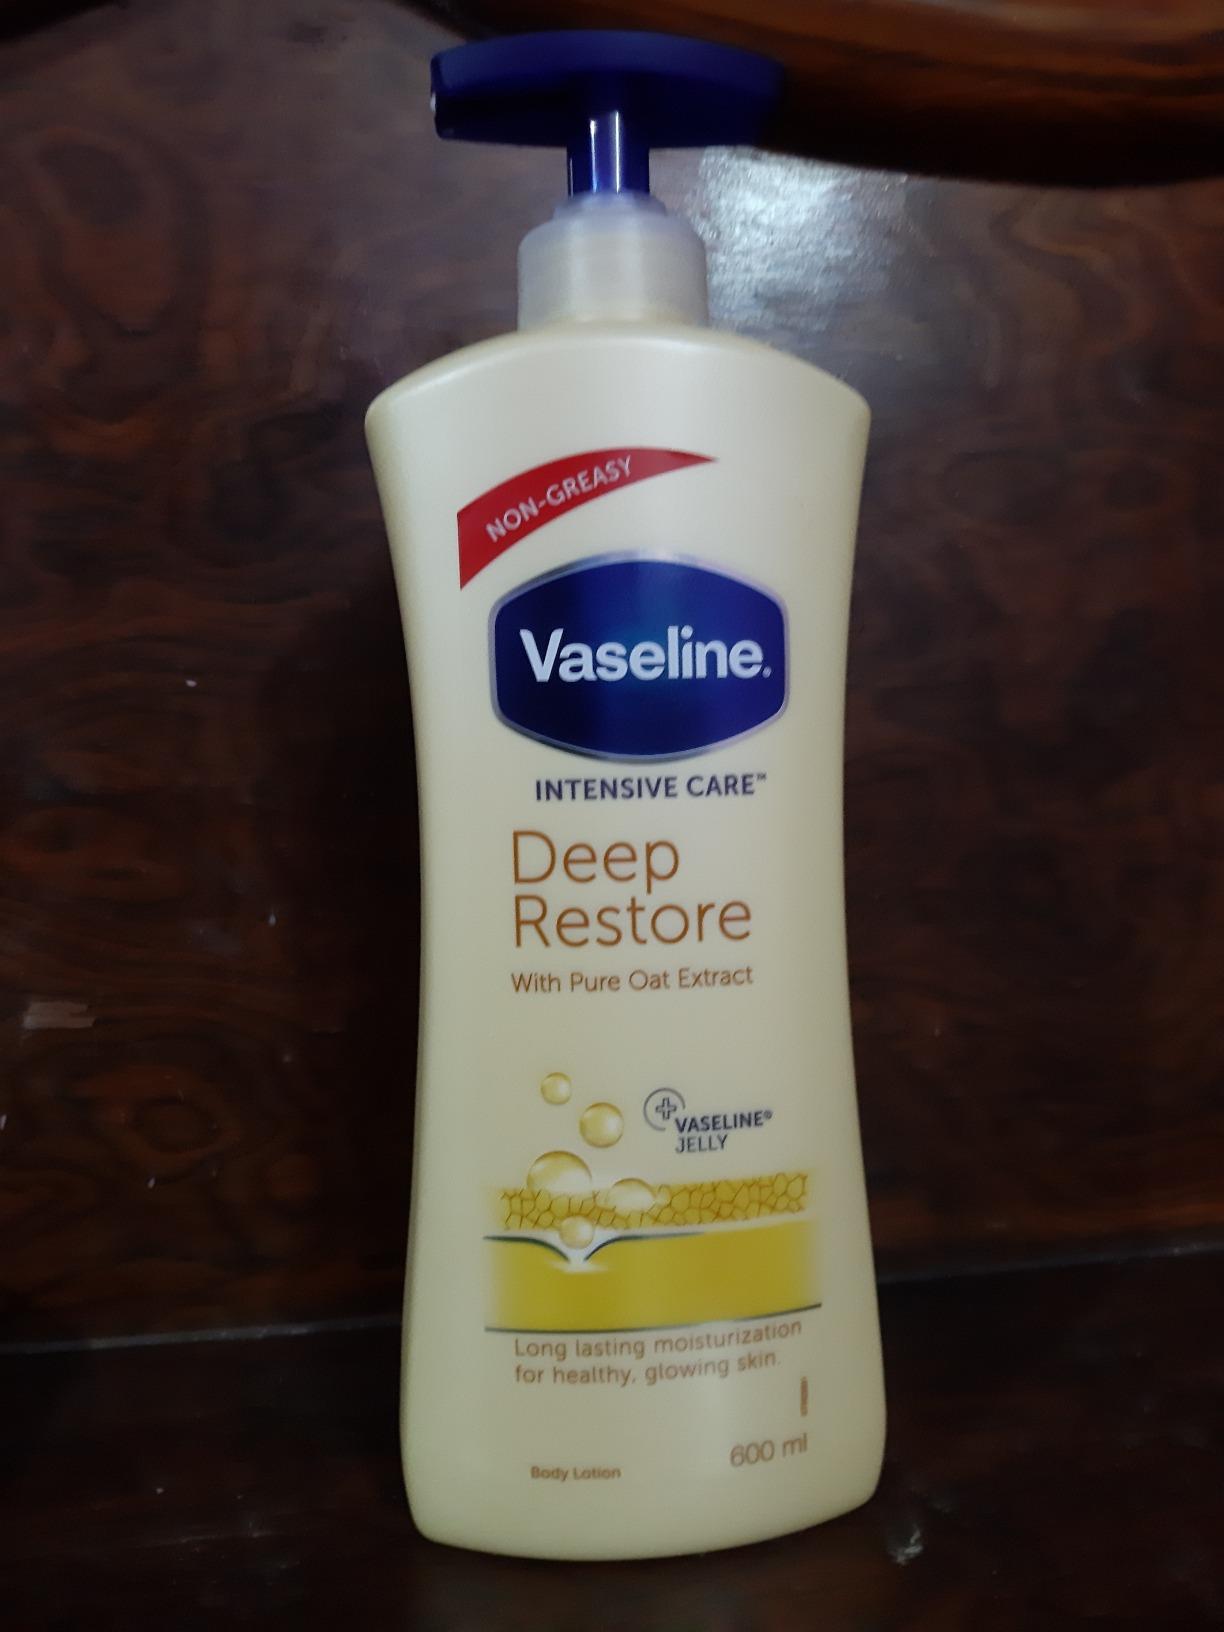 NON-GREASY
Vaseline®
INTENSIVE CARE™
Deep
Restore
With Pure Oat Extract
VASELINE®
JELLY
Long lasting moisturization
for healthy, glowing skin.
600 ml
Body Lotion